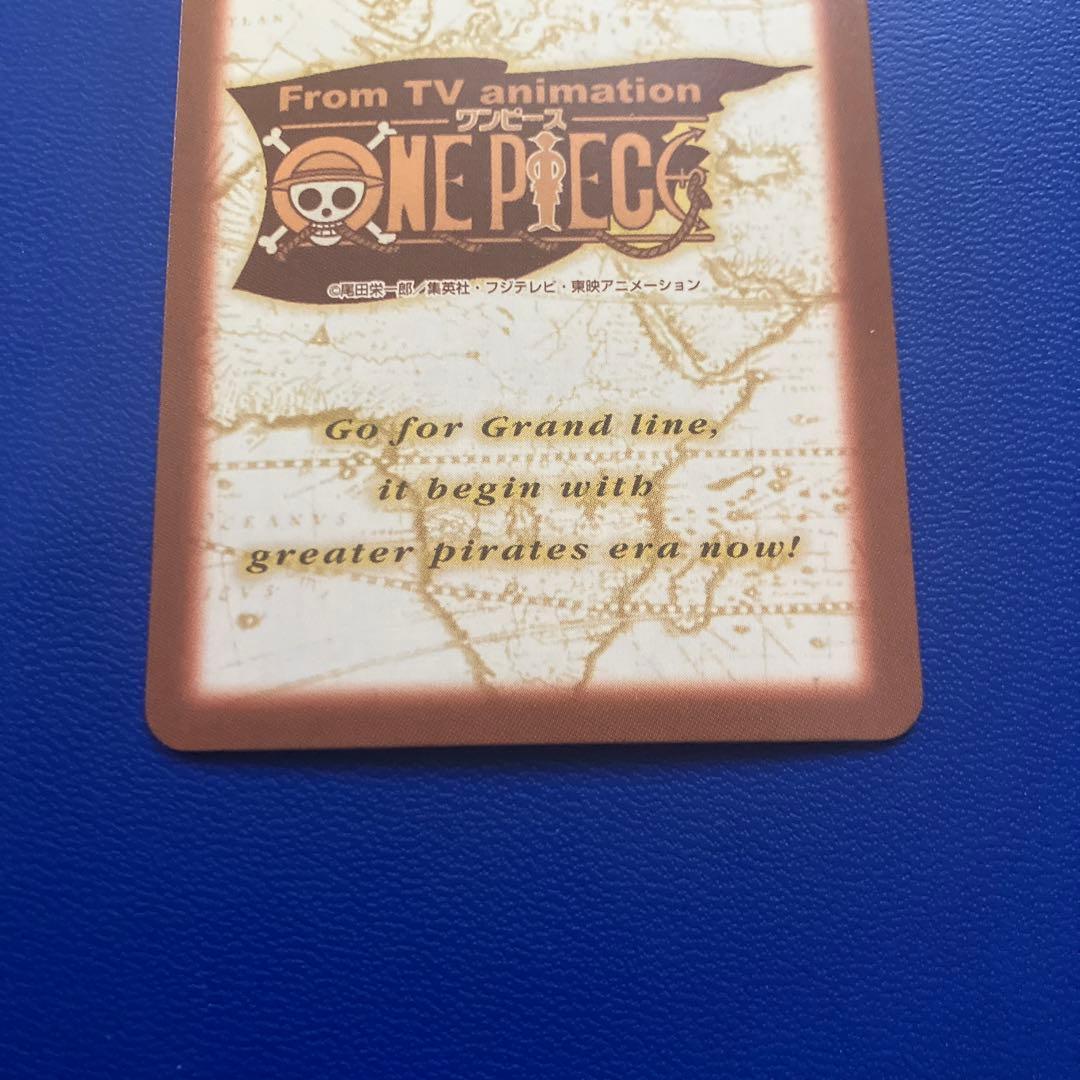 From TV animation
ワンピース
ONE PIECE
©尾田栄一郎／集英社・フジテレビ・東映アニメーション
Go for Grand line,
it begin with
OCEANVS
greater pirates era now!